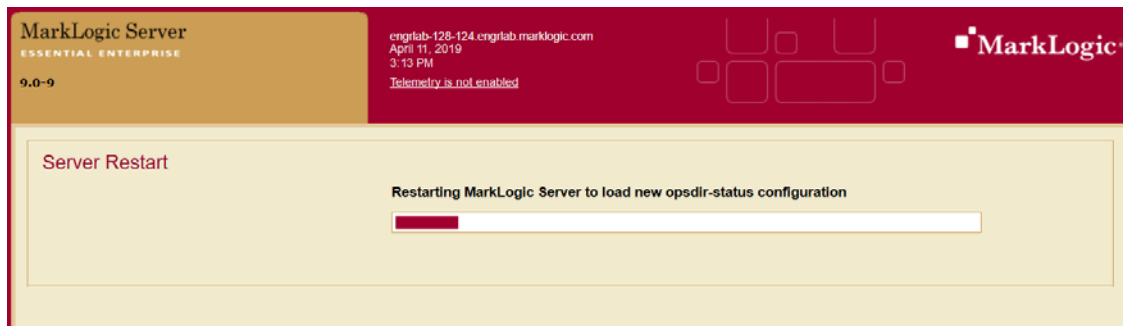 MarkLogic Server
ESSENTIAL ENTERPRISE
9.0-9
engrlab-128-124.engrlab.marklogic.com
April 11, 2019
3:13 PM
Telemetry is not enabled
MarkLogic
Server Restart
Restarting MarkLogic Server to load new opsdir-status configuration